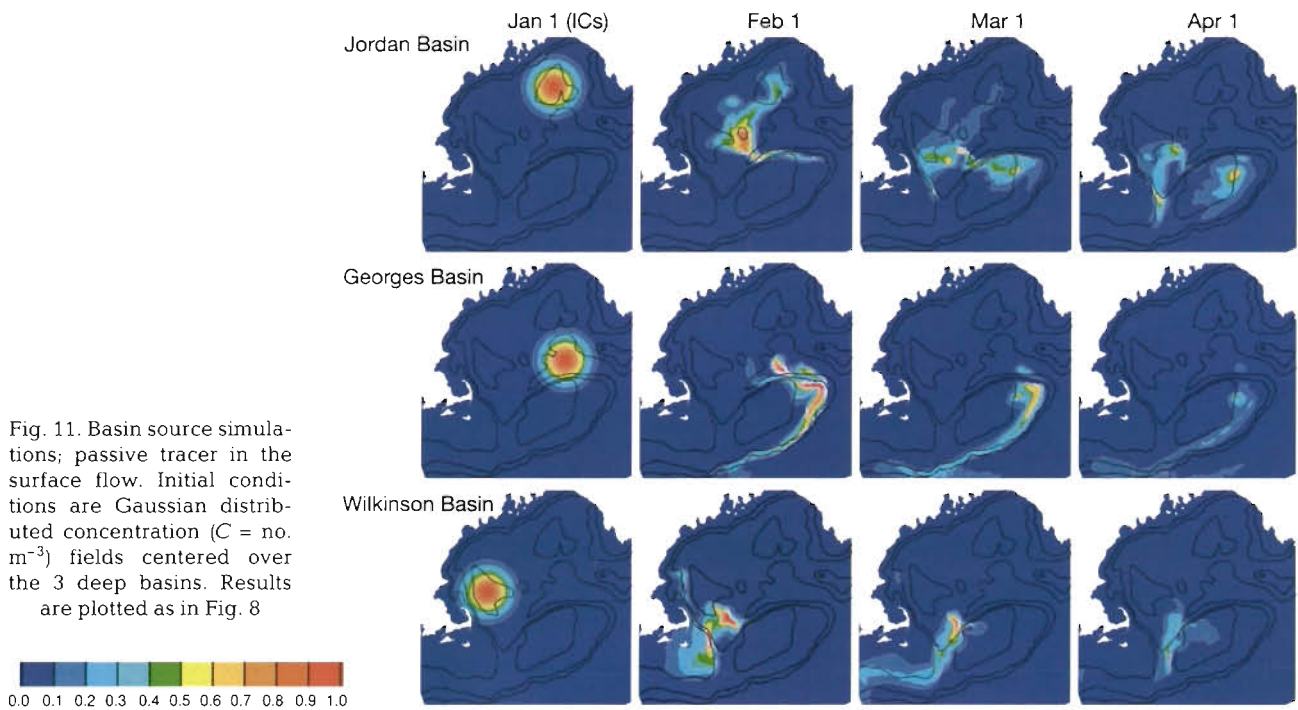 Jan 1 (ICs)
Feb 1
Mar 1
Apr 1
Jordan Basin
Georges Basin
Wilkinson Basin
Fig. 11. Basin source simula-
tions; passive tracer in the
surface flow. Initial condi-
tions are Gaussian distrib-
uted concentration (C = no.
m⁻³) fields centered over
the 3 deep basins. Results
are plotted as in Fig. 8
0.0 0.1 0.2 0.3 0.4 0.5 0.6 0.7 0.8 0.9 1.0